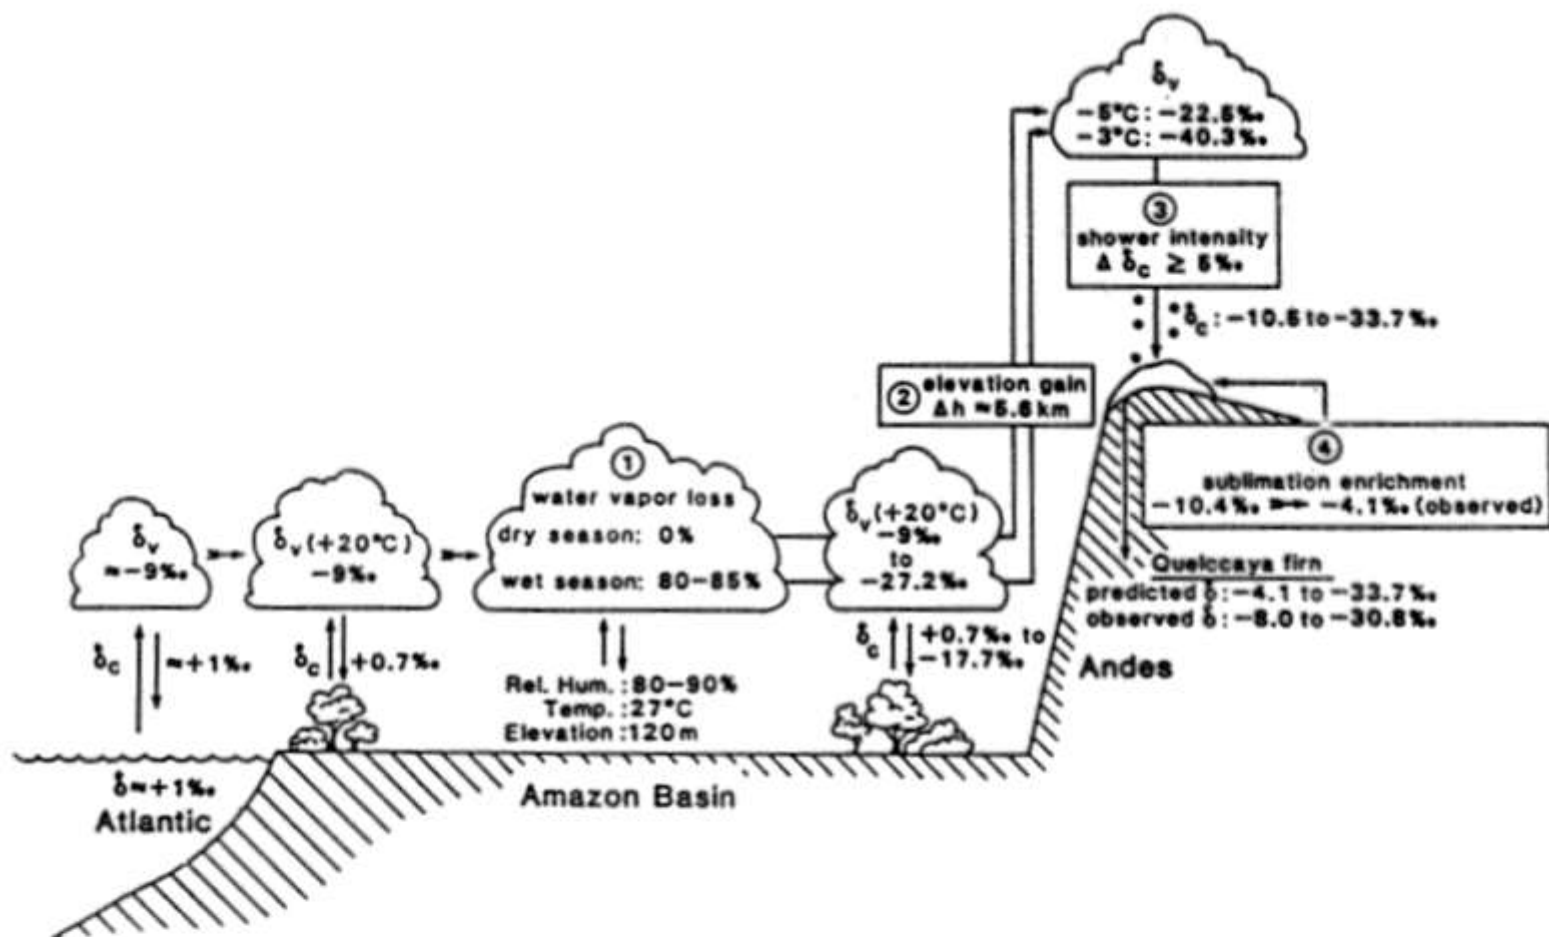 δv
≈-9‰
δc
≈+1‰
δ≈+1‰
Atlantic
δv(+20°C)
-9‰
δc
+0.7‰
①
water vapor loss
dry season: 0%
wet season: 80-85%
Rel. Hum.:80-90%
Temp.:27°C
Elevation:120m
Amazon Basin
δv(+20°C)
-9‰
to
-27.2‰
δc
+0.7‰ to
-17.7‰
② elevation gain
Δh ≈5.6km
δv
-5°C: -22.5‰
-3°C: -40.3‰
③
shower intensity
Δ δc ≥ 5‰
δc:-10.5 to-33.7‰
④
sublimation enrichment
-10.4‰ -4.1‰ (observed)
Quelccaya firn
predicted δ:-4.1 to -33.7‰
observed δ:-8.0 to -30.8‰
Andes